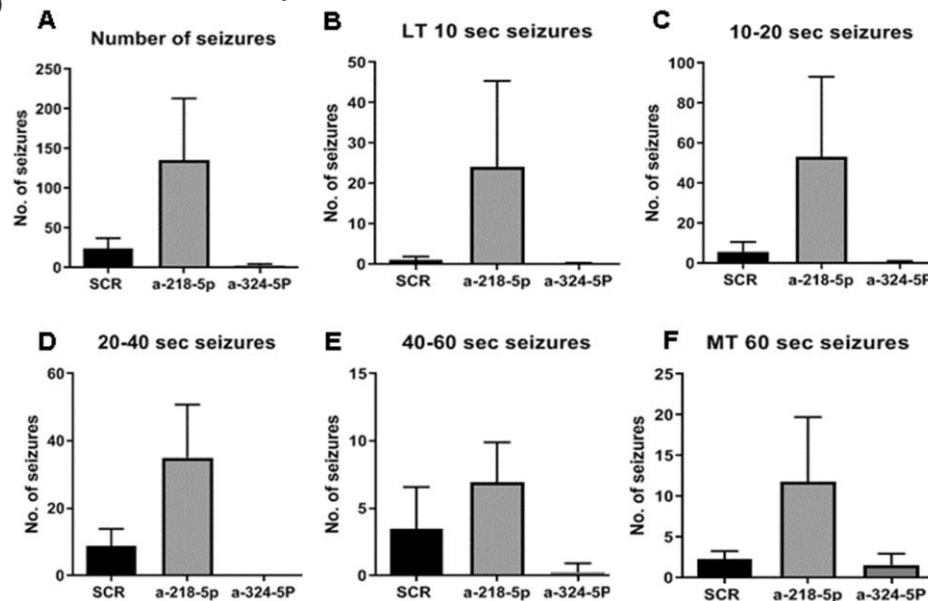 A
Number of seizures
No. of seizures
250
200
150
100
50
0
SCR a-218-5p a-324-5P
B
LT 10 sec seizures
No. of seizures
50
40
30
20
10
0
SCR a-218-5p a-324-5P
C
10-20 sec seizures
No. of seizures
100
80
60
40
20
0
SCR a-218-5p a-324-5P
D
20-40 sec seizures
No. of seizures
60
40
20
0
SCR a-218-5p a-324-5P
E
40-60 sec seizures
No. of seizures
15
10
5
0
SCR a-218-5p a-324-5P
F
MT 60 sec seizures
No. of seizures
25
20
15
10
5
0
SCR a-218-5p a-324-5P